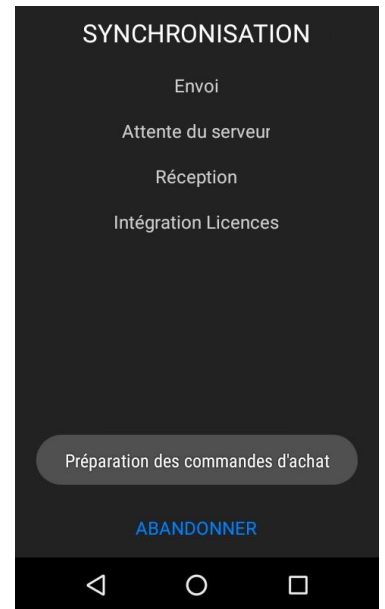 SYNCHRONISATION
Envoi
Attente du serveur
Réception
Intégration Licences
Préparation des commandes d'achat
ABANDONNER